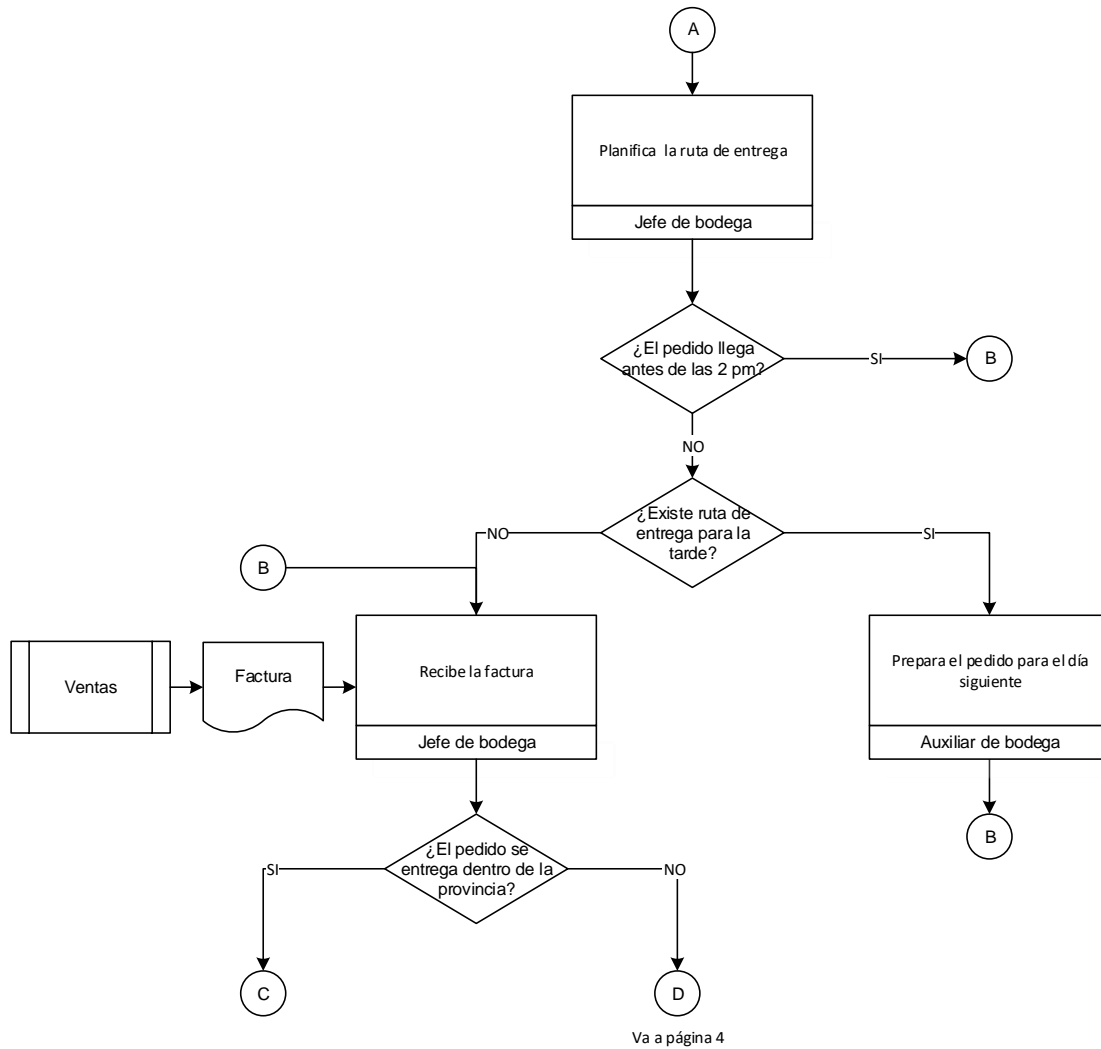 A
Planifica la ruta de entrega
Jefe de bodega
¿El pedido llega
antes de las 2 pm?
SI
B
NO
¿Existe ruta de
entrega para la
tarde?
NO
SI
B
Ventas
Factura
Recibe la factura
Jefe de bodega
Prepara el pedido para el día
siguiente
Auxiliar de bodega
B
¿El pedido se
entrega dentro de la
provincia?
SI
NO
C
D
Va a página 4